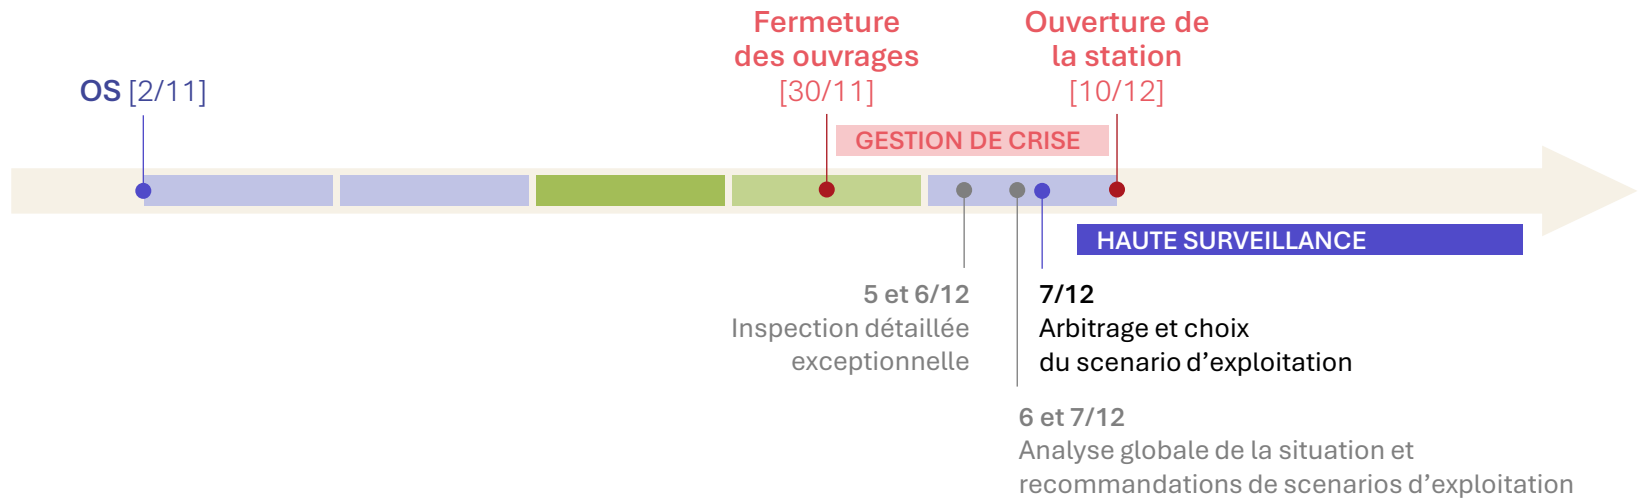 OS [2/11]
Fermeture
des ouvrages
[30/11]
Ouverture de
la station
[10/12]
GESTION DE CRISE
HAUTE SURVEILLANCE
5 et 6/12
Inspection détaillée
exceptionnelle
7/12
Arbitrage et choix
du scenario d’exploitation
6 et 7/12
Analyse globale de la situation et
recommandations de scenarios d’exploitation